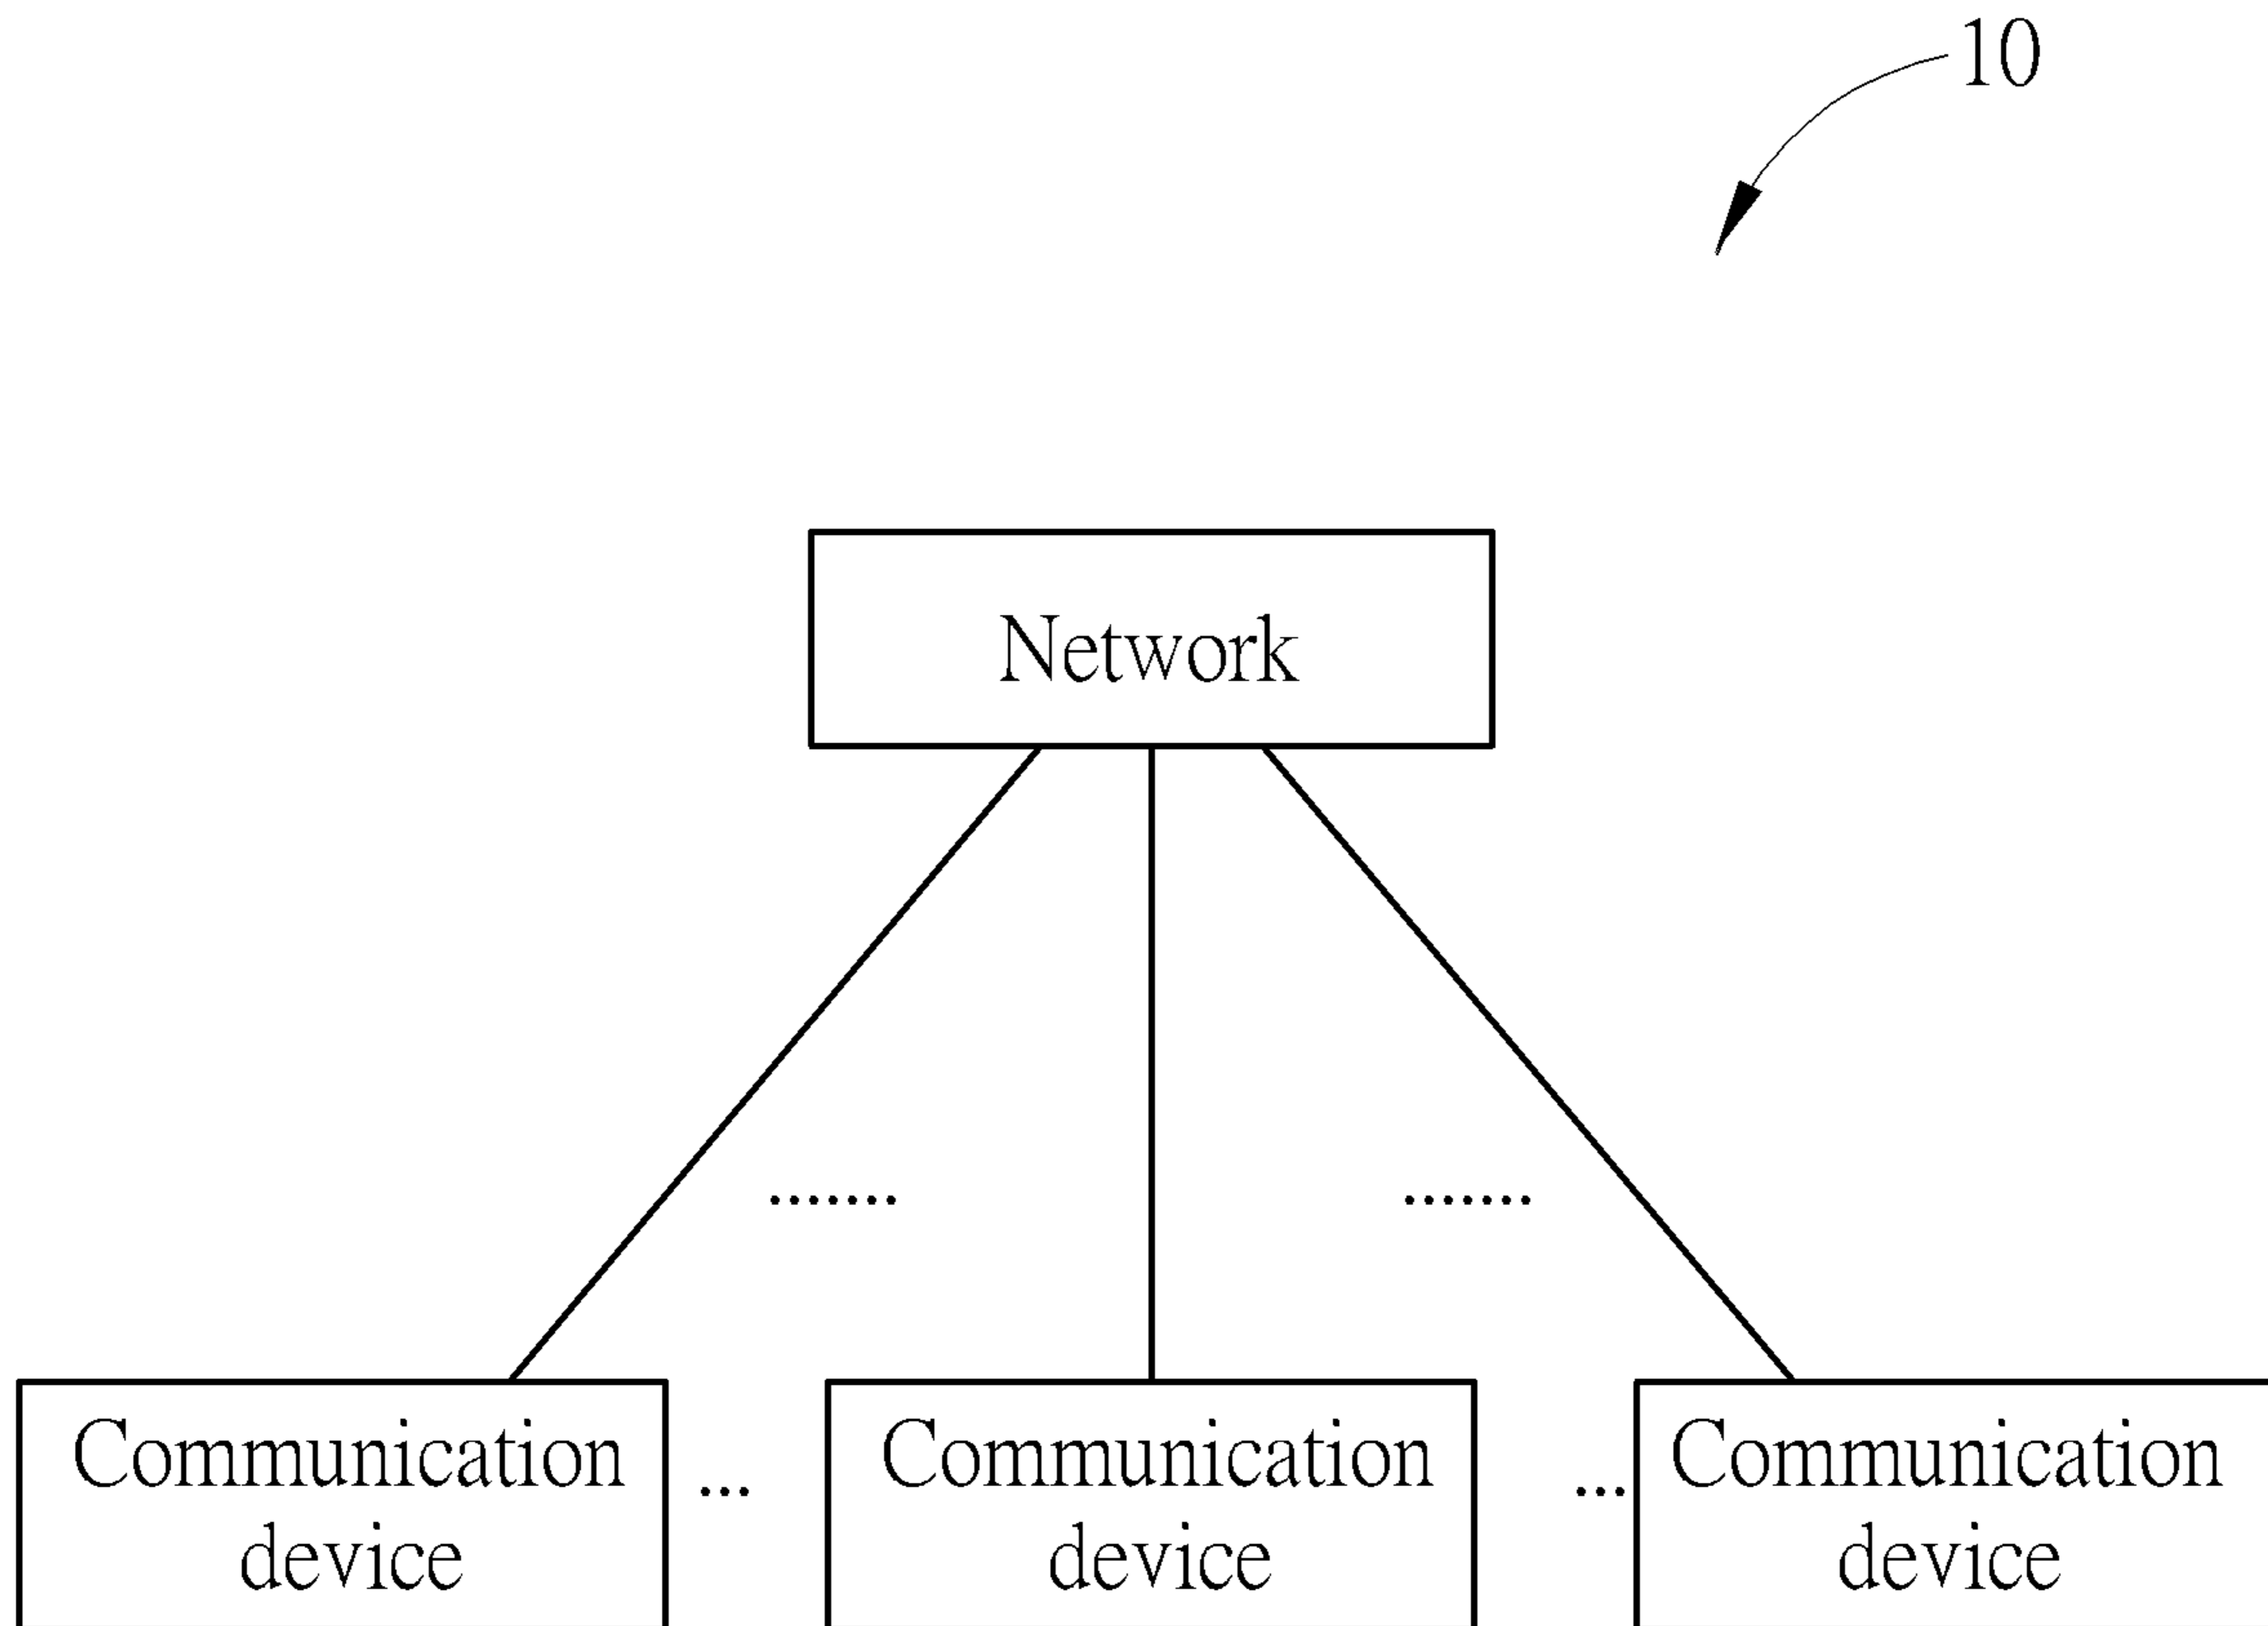 10
Network
.......
.......
Communication
device
...
Communication
device
...
Communication
device